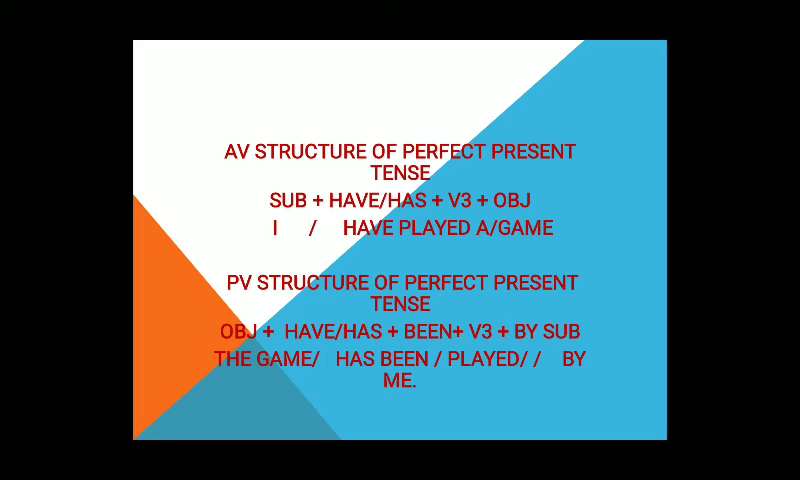 AV STRUCTURE OF PERFECT PRESENT
TENSE
SUB + HAVE/HAS + V3 + OBJ
I / HAVE PLAYED A/GAME
PV STRUCTURE OF PERFECT PRESENT
TENSE
OBJ + HAVE/HAS + BEEN+ V3 + BY SUB
THE GAME/ HAS BEEN / PLAYED/ / BY
ME.